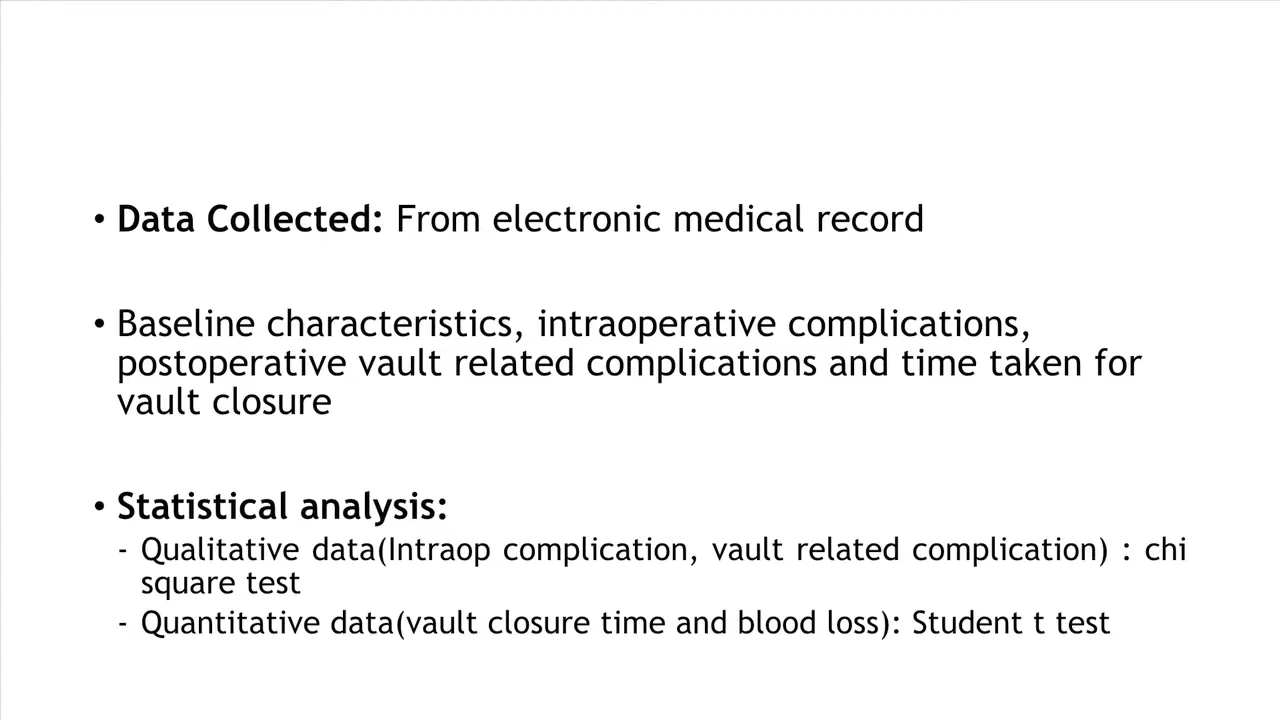 • Data Collected: From electronic medical record
• Baseline characteristics, intraoperative complications,
postoperative vault related complications and time taken for
vault closure
• Statistical analysis:
- Qualitative data(Intraop complication, vault related complication) : chi
square test
- Quantitative data(vault closure time and blood loss): Student t test